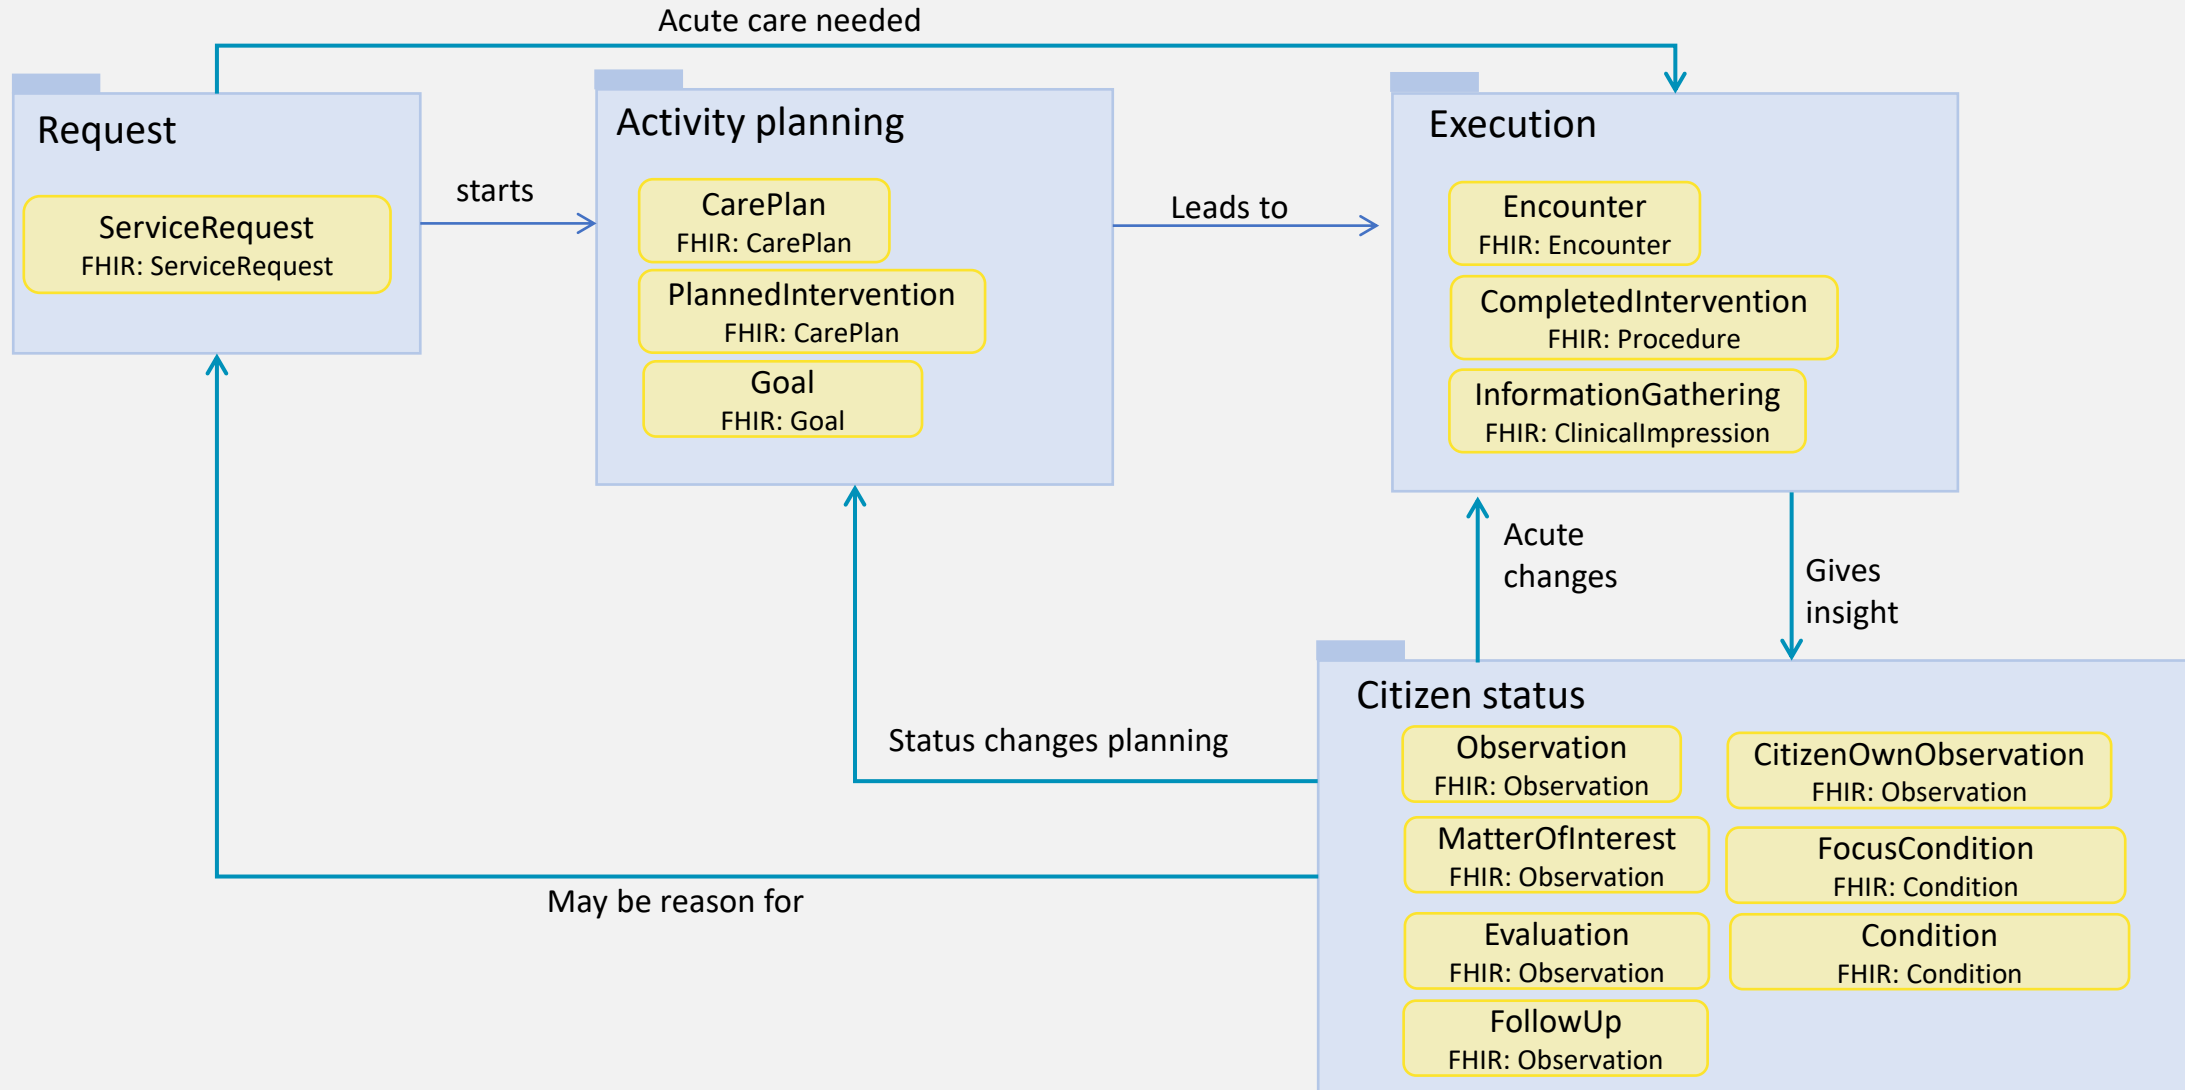 Acute care needed
Request
ServiceRequest
FHIR: ServiceRequest
starts
Activity planning
CarePlan
FHIR: CarePlan
PlannedIntervention
FHIR: CarePlan
Goal
FHIR: Goal
Leads to
Execution
Encounter
FHIR: Encounter
CompletedIntervention
FHIR: Procedure
InformationGathering
FHIR: ClinicalImpression
Acute
changes
Gives
insight
Status changes planning
May be reason for
Citizen status
Observation
FHIR: Observation
MatterOfInterest
FHIR: Observation
Evaluation
FHIR: Observation
FollowUp
FHIR: Observation
CitizenOwnObservation
FHIR: Observation
FocusCondition
FHIR: Condition
Condition
FHIR: Condition